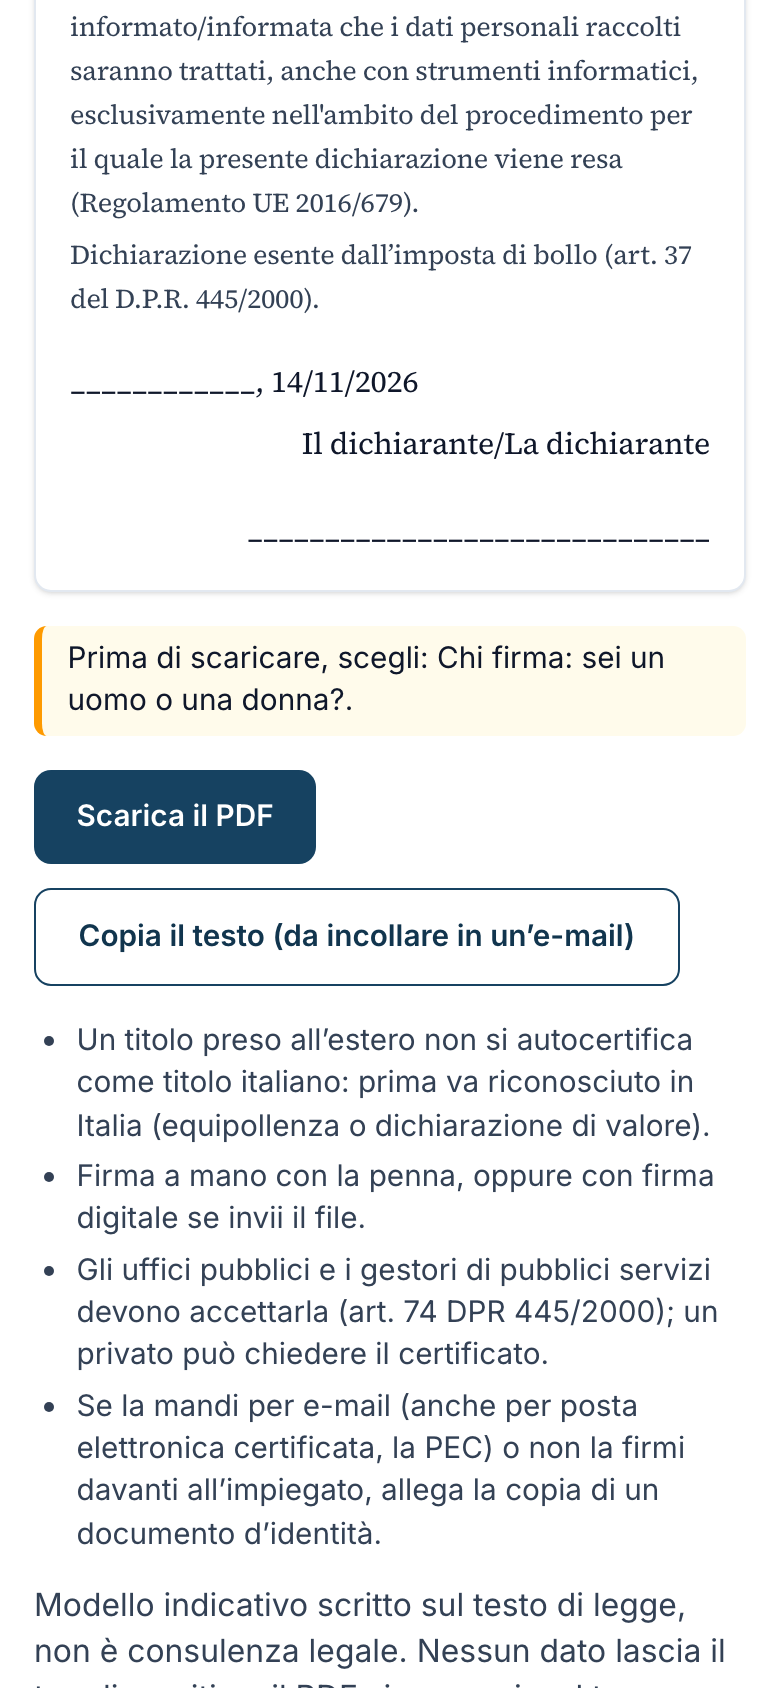 informato/informata che i dati personali raccolti
saranno trattati, anche con strumenti informatici,
esclusivamente nell'ambito del procedimento per
il quale la presente dichiarazione viene resa
(Regolamento UE 2016/679).
Dichiarazione esente dall’imposta di bollo (art. 37
del D.P.R. 445/2000).
____________, 14/11/2026
Il dichiarante/La dichiarante
______________________________
Prima di scaricare, scegli: Chi firma: sei un
uomo o una donna?.
Scarica il PDF
Copia il testo (da incollare in un’e-mail)
• Un titolo preso all’estero non si autocertifica
come titolo italiano: prima va riconosciuto in
Italia (equipollenza o dichiarazione di valore).
• Firma a mano con la penna, oppure con firma
digitale se invii il file.
• Gli uffici pubblici e i gestori di pubblici servizi
devono accettarla (art. 74 DPR 445/2000); un
privato può chiedere il certificato.
• Se la mandi per e-mail (anche per posta
elettronica certificata, la PEC) o non la firmi
davanti all’impiegato, allega la copia di un
documento d’identità.
Modello indicativo scritto sul testo di legge,
non è consulenza legale. Nessun dato lascia il